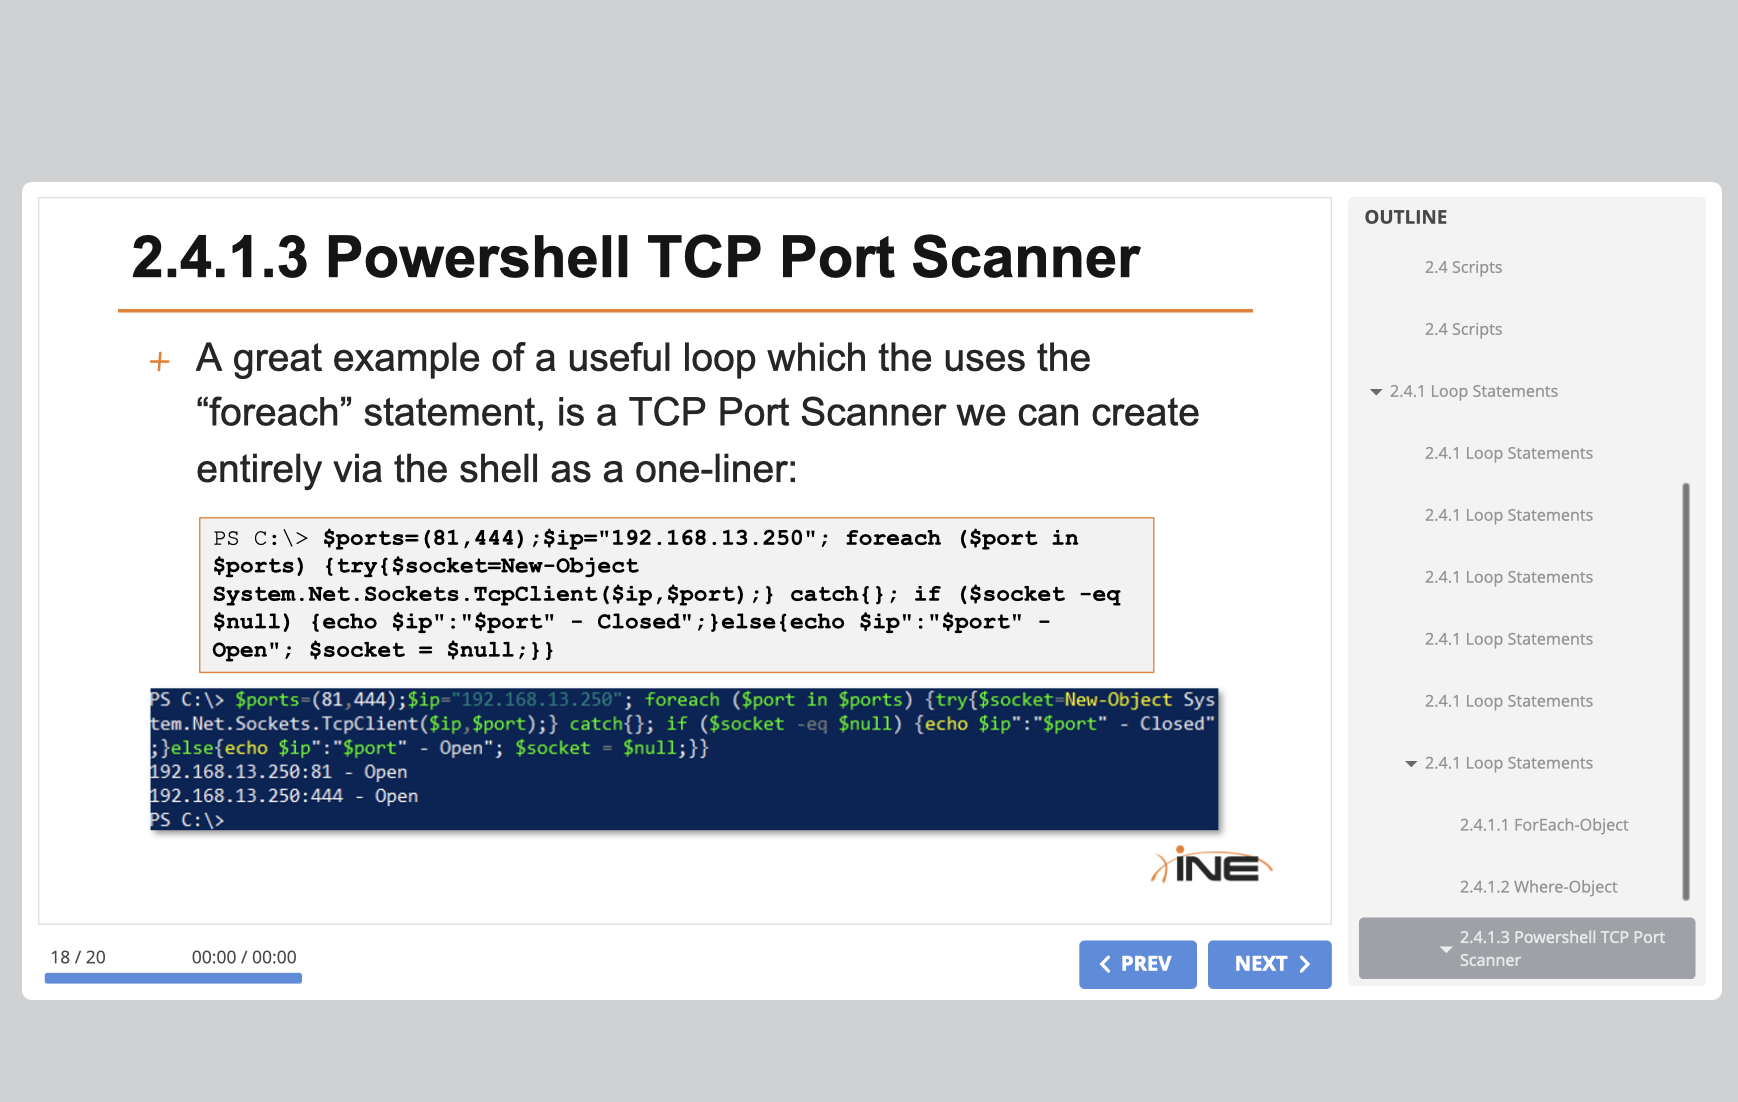 2.4.1.3 Powershell TCP Port Scanner
+ A great example of a useful loop which the uses the
“foreach” statement, is a TCP Port Scanner we can create
entirely via the shell as a one-liner:
PS C:\> $ports=(81,444);$ip="192.168.13.250"; foreach ($port in
$ports) {try{$socket=New-Object
System.Net.Sockets.TcpClient($ip,$port);} catch{}; if ($socket -eq
$null) {echo $ip":"$port" - Closed";}else{echo $ip":"$port" -
Open"; $socket = $null;}}
PS C:\> $ports=(81,444);$ip="192.168.13.250"; foreach ($port in $ports) {try{$socket=New-Object Sys
tem.Net.Sockets.TcpClient($ip,$port);} catch{}; if ($socket -eq $null) {echo $ip":"$port" - Closed"
;}else{echo $ip":"$port" - Open"; $socket = $null;}}
192.168.13.250:81 - Open
192.168.13.250:444 - Open
PS C:\>
INE
18 / 20
00:00 / 00:00
PREV
NEXT
OUTLINE
2.4 Scripts
2.4 Scripts
2.4.1 Loop Statements
2.4.1 Loop Statements
2.4.1 Loop Statements
2.4.1 Loop Statements
2.4.1 Loop Statements
2.4.1 Loop Statements
2.4.1 Loop Statements
2.4.1.1 ForEach-Object
2.4.1.2 Where-Object
2.4.1.3 Powershell TCP Port
Scanner